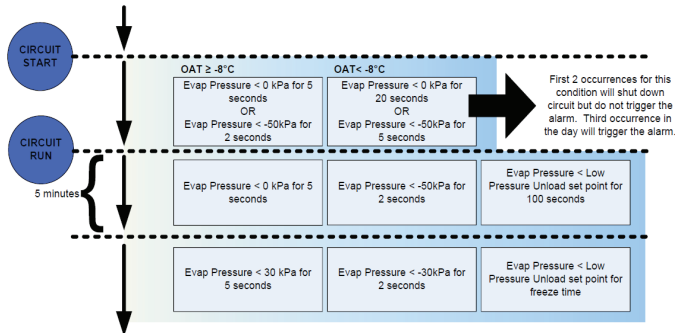 CIRCUIT
START
OAT ≥ -8°C
OAT< -8°C
Evap Pressure < 0 kPa for 5
seconds
OR
Evap Pressure < -50kPa for
2 seconds
Evap Pressure < 0 kPa for
20 seconds
OR
Evap Pressure < -50kPa for
5 seconds
First 2 occurrences for this
condition will shut down
circuit but do not trigger the
alarm. Third occurrence in
the day will trigger the alarm.
CIRCUIT
RUN
5 minutes
Evap Pressure < 0 kPa for 5
seconds
Evap Pressure < -50kPa for
2 seconds
Evap Pressure < Low
Pressure Unload set point for
100 seconds
Evap Pressure < 30 kPa for
5 seconds
Evap Pressure < -30kPa for
2 seconds
Evap Pressure < Low
Pressure Unload set point for
freeze time